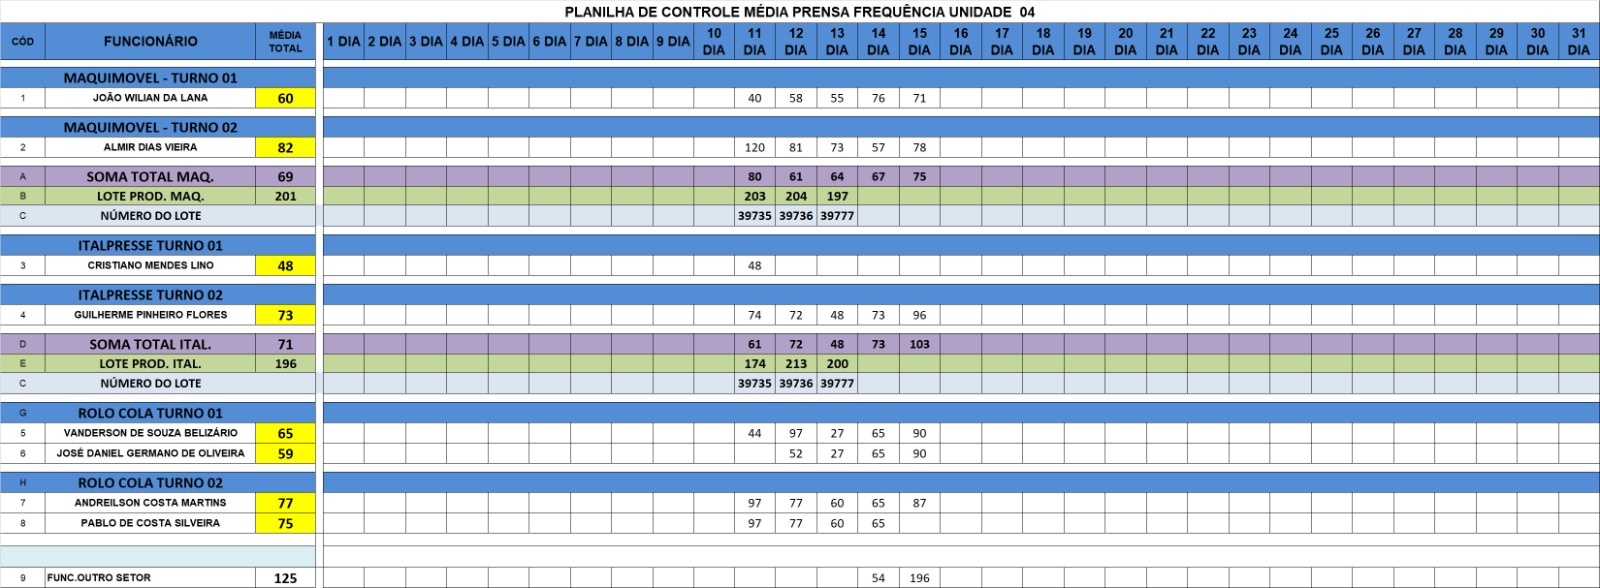 PLANILHA DE CONTROLE MÉDIA PRENSA FREQUÊNCIA UNIDADE 04
CÓD FUNCIONÁRIO MÉDIA TOTAL 1 DIA 2 DIA 3 DIA 4 DIA 5 DIA 6 DIA 7 DIA 8 DIA 9 DIA 10 DIA 11 DIA 12 DIA 13 DIA 14 DIA 15 DIA 16 DIA 17 DIA 18 DIA 19 DIA 20 DIA 21 DIA 22 DIA 23 DIA 24 DIA 25 DIA 26 DIA 27 DIA 28 DIA 29 DIA 30 DIA 31 DIA
MAQUIMOVEL - TURNO 01
1 JOÃO WILIAN DA LANA 60 40 58 55 76 71
MAQUIMOVEL - TURNO 02
2 ALMIR DIAS VIEIRA 82 120 81 73 57 78
A SOMA TOTAL MAQ. 69 80 61 64 67 75
B LOTE PROD. MAQ. 201 203 204 197
C NÚMERO DO LOTE 39735 39736 39777
ITALPRESSE TURNO 01
3 CRISTIANO MENDES LINO 48 48
ITALPRESSE TURNO 02
4 GUILHERME PINHEIRO FLORES 73 74 72 48 73 96
D SOMA TOTAL ITAL. 71 61 72 48 73 103
E LOTE PROD. ITAL. 196 174 213 200
C NÚMERO DO LOTE 39735 39736 39777
G ROLO COLA TURNO 01
5 VANDERSON DE SOUZA BELIZÁRIO 65 44 97 27 65 90
6 JOSÉ DANIEL GERMANO DE OLIVEIRA 59 52 27 65 90
H ROLO COLA TURNO 02
7 ANDREILSON COSTA MARTINS 77 97 77 60 65 87
8 PABLO DE COSTA SILVEIRA 75 97 77 60 65
9 FUNC.OUTRO SETOR 125 54 196